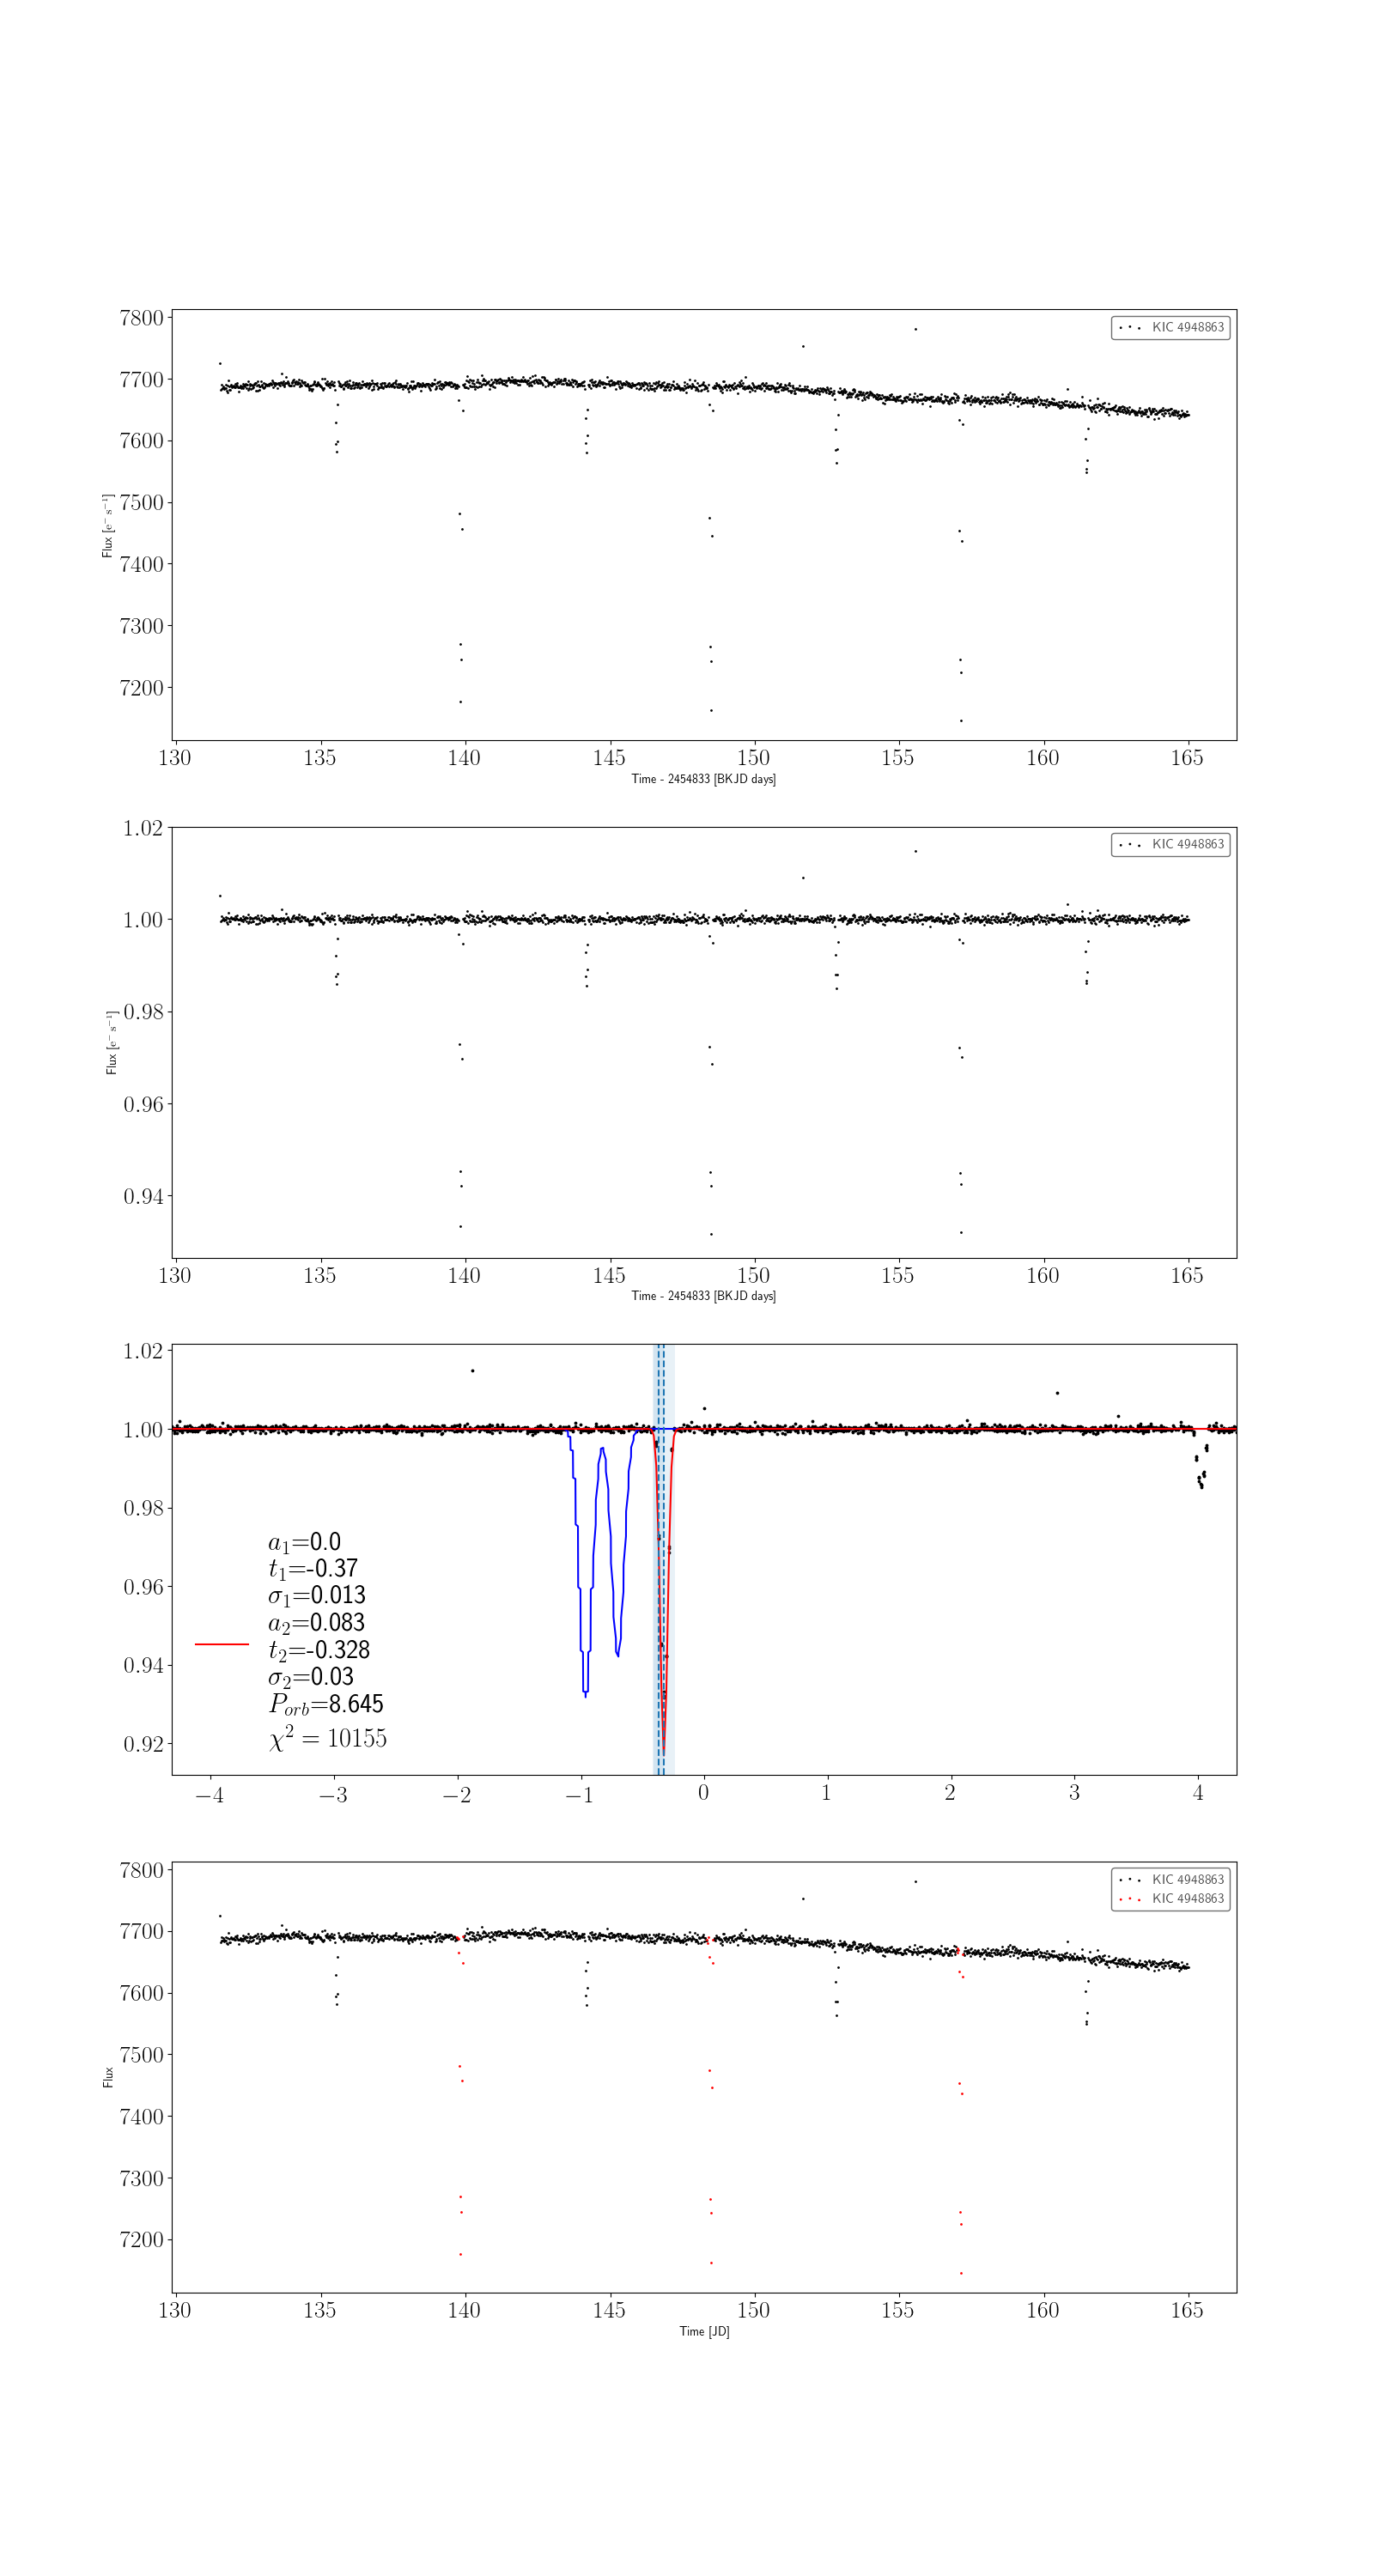 7800
7700
7600
7500
7400
7300
7200
Flux [e⁻ s⁻¹]
KIC 4948863
130 135 140 145 150 155 160 165
Time - 2454833 [BKJD days]
1.02
1.00
0.98
0.96
0.94
Flux [e⁻ s⁻¹]
KIC 4948863
130 135 140 145 150 155 160 165
Time - 2454833 [BKJD days]
1.02
1.00
0.98
0.96
0.94
0.92
a₁=0.0
t₁=-0.37
σ₁=0.013
a₂=0.083
t₂=-0.328
σ₂=0.03
Pₒᵣb=8.645
χ² = 10155
−4 −3 −2 −1 0 1 2 3 4
7800
7700
7600
7500
7400
7300
7200
Flux
KIC 4948863
KIC 4948863
130 135 140 145 150 155 160 165
Time [JD]